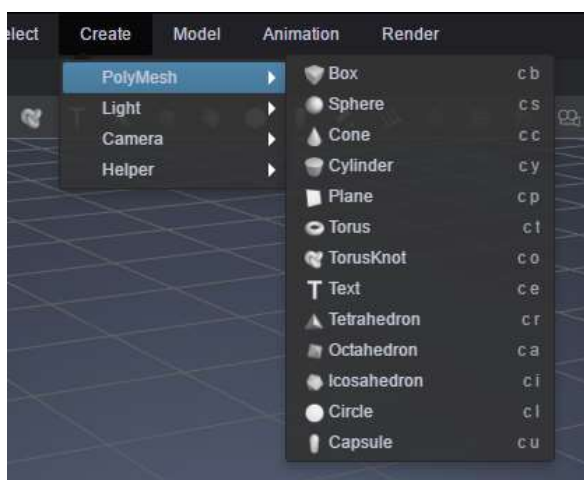 elect Create Model Animation Render
PolyMesh
Light
Camera
Helper
Box c b
Sphere c s
Cone c c
Cylinder c y
Plane c p
Torus c t
TorusKnot c o
Text c e
Tetrahedron c r
Octahedron c a
Icosahedron c i
Circle c l
Capsule c u